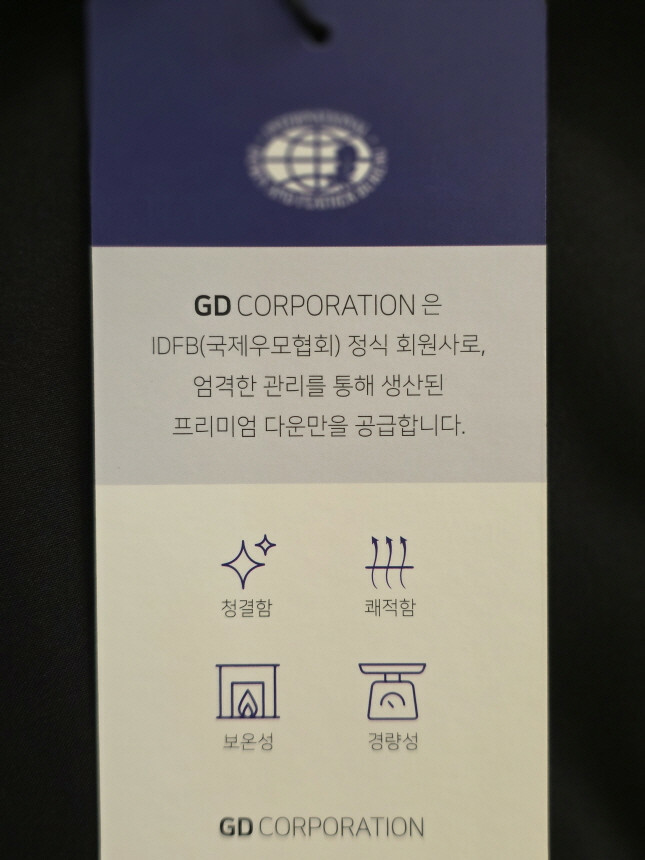 INTERNATIONAL
GD CORPORATION 은
IDFB(국제우모협회) 정식 회원사로,
엄격한 관리를 통해 생산된
프리미엄 다운만을 공급합니다.
청결함 쾌적함
보온성 경량성
GD CORPORATION